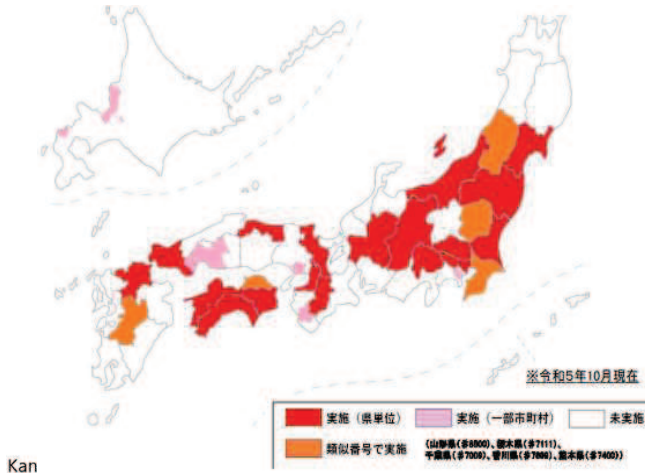 ※令和5年10月現在
実施（県単位）
実施（一部市町村）
未実施
類似番号で実施
（山形県（♯8500）、栃木県（♯7111）、
千葉県（♯7009）、香川県（♯7899）、熊本県（♯7400））
Kan